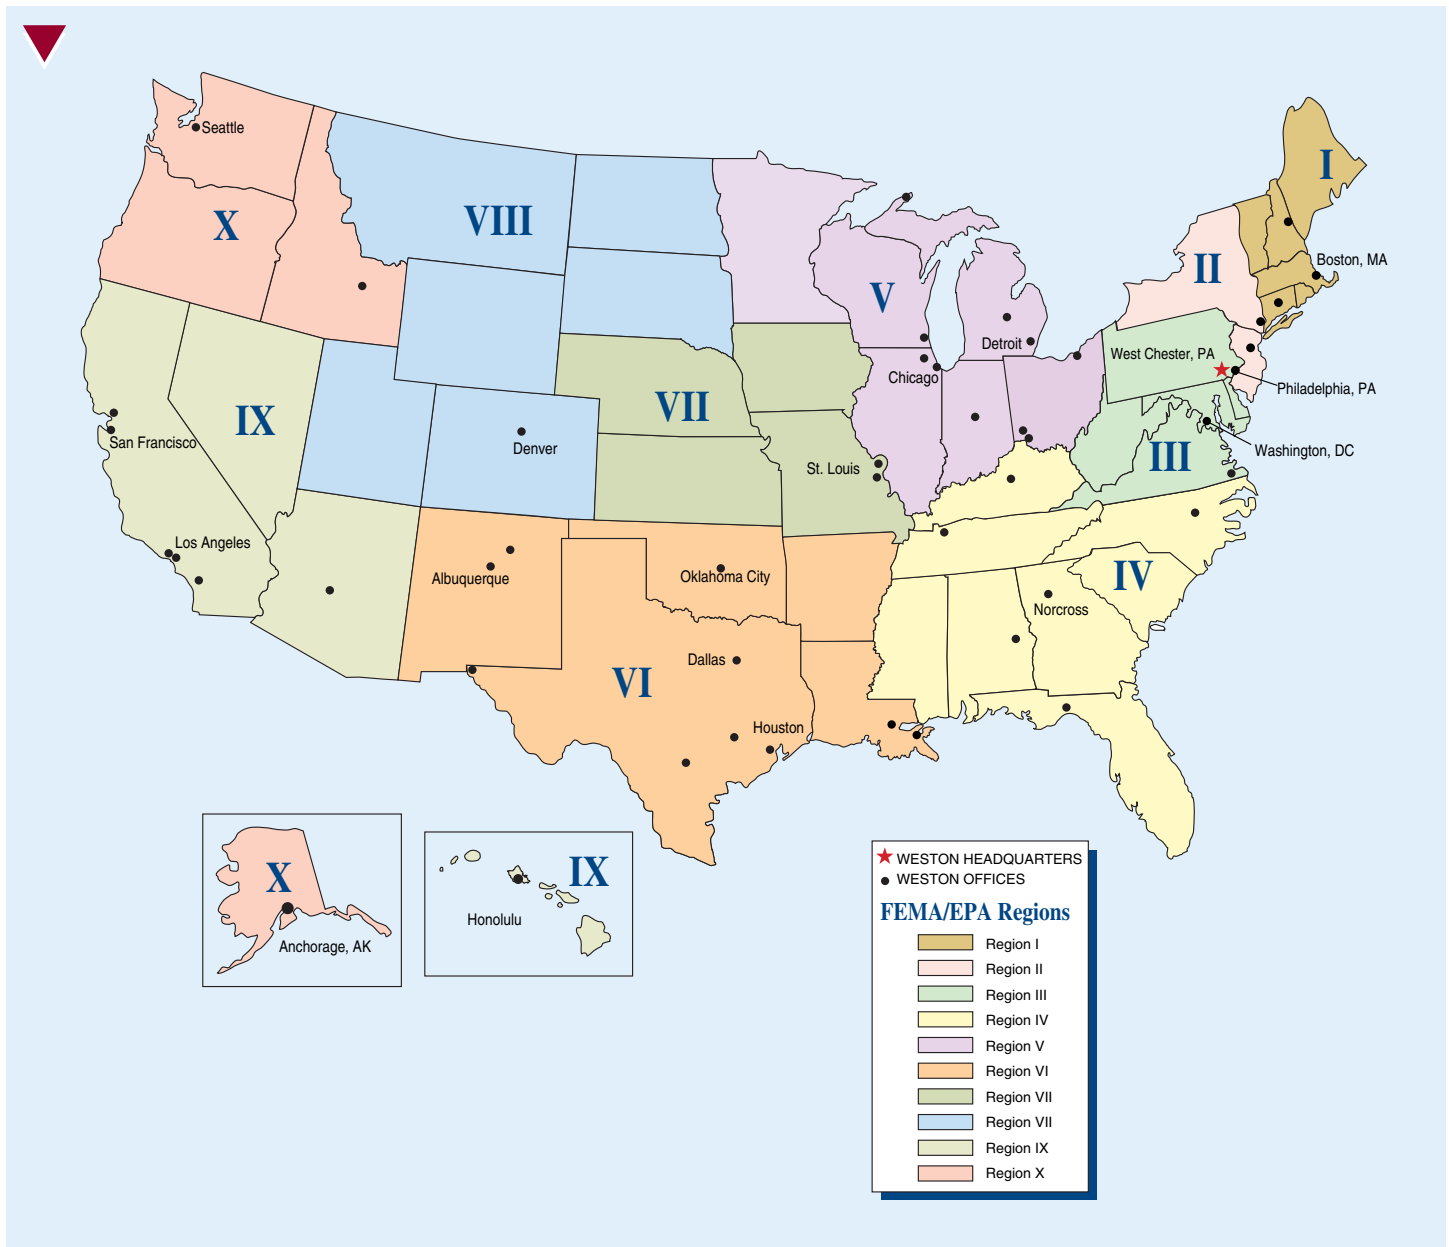 Seattle
X
VIII
I
II
Boston, MA
V
Detroit
West Chester, PA
Chicago
Philadelphia, PA
IX
VII
San Francisco
Denver
St. Louis
III
Washington, DC
Los Angeles
Albuquerque
Oklahoma City
IV
Norcross
Dallas
VI
Houston
X
Anchorage, AK
IX
Honolulu
WESTON HEADQUARTERS
WESTON OFFICES
FEMA/EPA Regions
Region I
Region II
Region III
Region IV
Region V
Region VI
Region VII
Region VII
Region IX
Region X